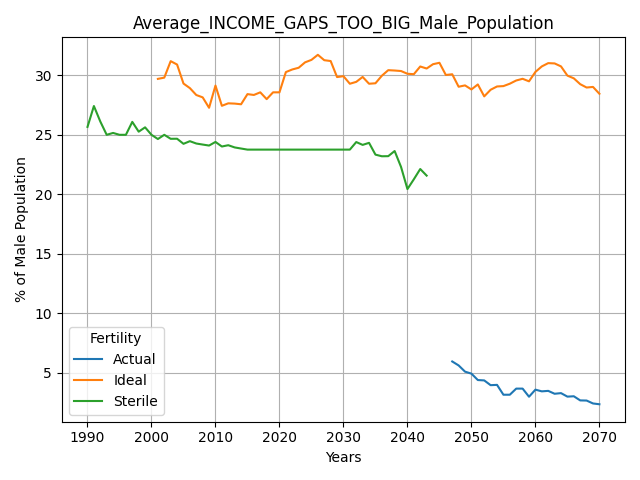 Average_INCOME_GAPS_TOO_BIG_Male_Population
% of Male Population
30
25
20
15
10
5
Fertility
Actual
Ideal
Sterile
1990 2000 2010 2020 2030 2040 2050 2060 2070
Years